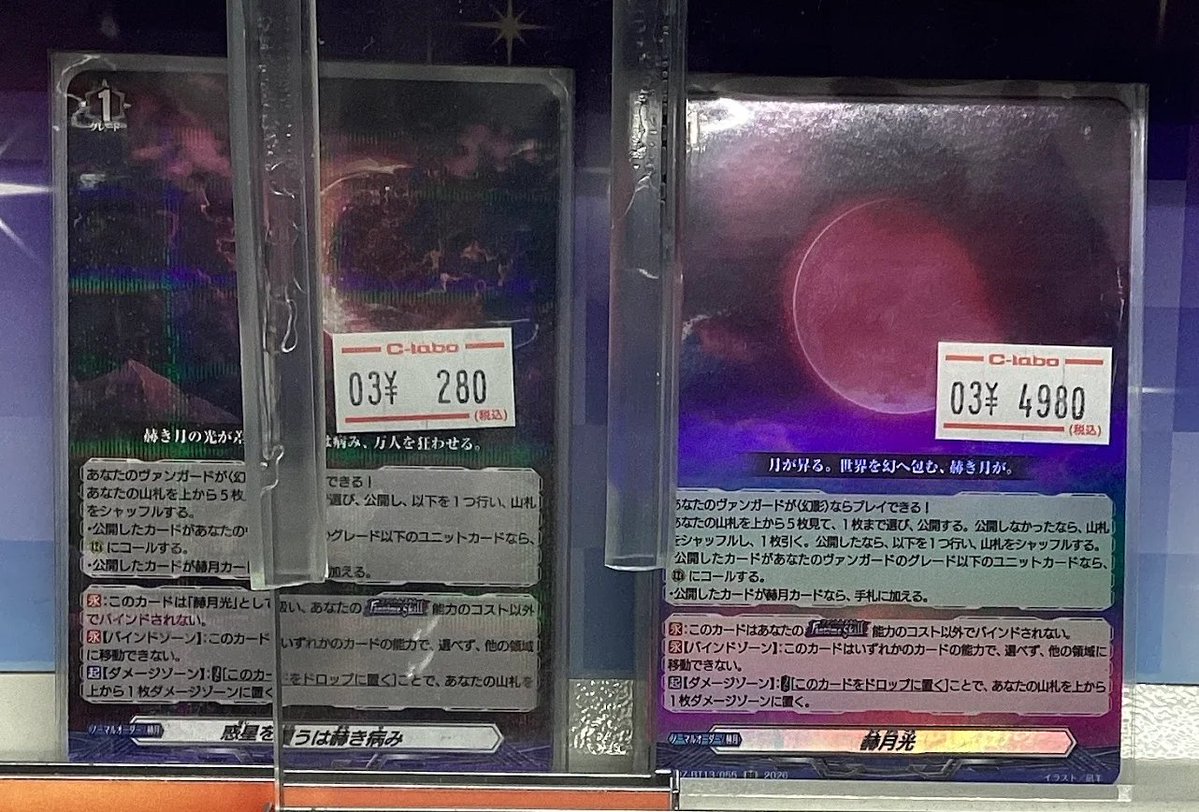 1
グレード
C-labo
03¥ 280
(税込)
赫き月の光が
は病み、万人を狂わせる。
あなたのヴァンガードが《幻
できる!
あなたの山札を上から5枚
選び、公開し、以下を1つ行い、山札
をシャッフルする。
・公開したカードがあなたの
のグレード以下のユニットカードなら、
にコールする。
・公開したカードが赫月カー
加える。
永:このカードは「赫月光」とし
扱い、あなたの
能力のコスト以外
でバインドされない。
永【バインドゾーン】:このカード
いずれかのカードの能力で、選べず、他の領域
に移動できない。
起【ダメージゾーン】:[このカー
をドロップに置く]ことで、あなたの山札を
上から1枚ダメージゾーンに置く
ノーマルオーダー/赫月
惑星を
うは赫き病み
C-labo
03¥ 4980
(税込)
月が昇る。世界を幻へ包む、赫き月が。
あなたのヴァンガードが《幻影》ならプレイできる!
あなたの山札を上から5枚見て、1枚まで選び、公開する。公開しなかったなら、山札
をシャッフルし、1枚引く。公開したなら、以下を1つ行い、山札をシャッフルする。
公開したカードがあなたのヴァンガードのグレード以下のユニットカードなら、
にコールする。
・公開したカードが赫月カードなら、手札に加える。
永:このカードはあなたの
能力のコスト以外でバインドされない。
永【バインドゾーン】:このカードはいずれかのカードの能力で、選べず、他の領域に
移動できない。
起【ダメージゾーン】:[このカードをドロップに置く]ことで、あなたの山札を上から
1枚ダメージゾーンに置く。
ノーマルオーダー/赫月
赫月光
イラスト/